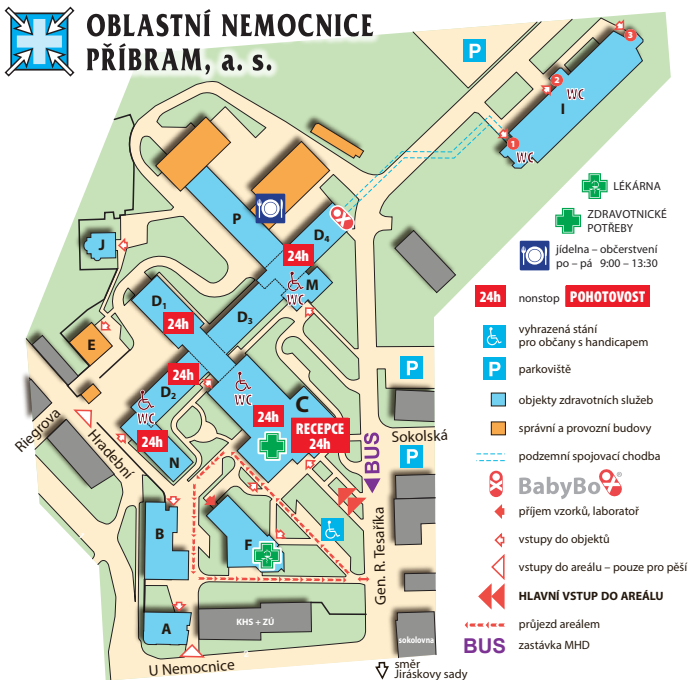 OBLASTNÍ NEMOCNICE
PŘÍBRAM, a. s.
P
3
2
WC
I
1
WC
LÉKÁRNA
ZDRAVOTNICKÉ
POTŘEBY
jídelna – občerstvení
po – pá 9:00 – 13:30
24h nonstop POHOTOVOST
vyhrazená stání
pro občany s handicapem
P parkoviště
objekty zdravotních služeb
správní a provozní budovy
podzemní spojovací chodba
BabyBox®
příjem vzorků, laboratoř
vstupy do objektů
vstupy do areálu – pouze pro pěší
HLAVNÍ VSTUP DO AREÁLU
průjezd areálem
BUS zastávka MHD
P
D4
J
24h
M
WC
D1
D3
24h
E
P
D2
24h
WC
C
24h
RECEPCE
24h
24h
N
Riegrova
Hradební
Sokolská
BUS
P
B
F
Gen. R. Tesaříka
A
KHS + ZÚ
sokolovna
U Nemocnice
směr
Jiráskovy sady